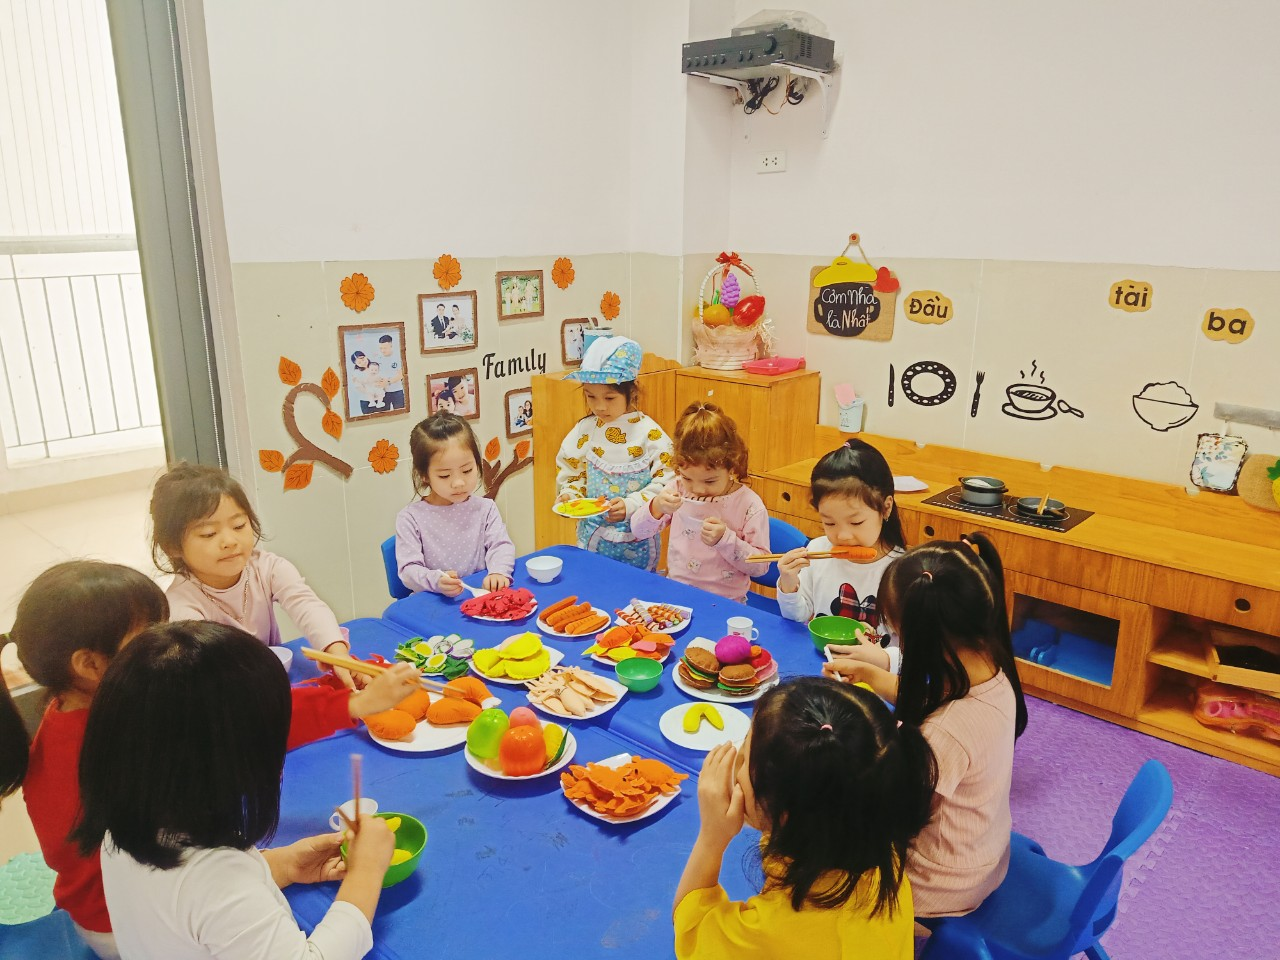 Family
Cơm Nhà
là Nhất
Đầu
tài
ba